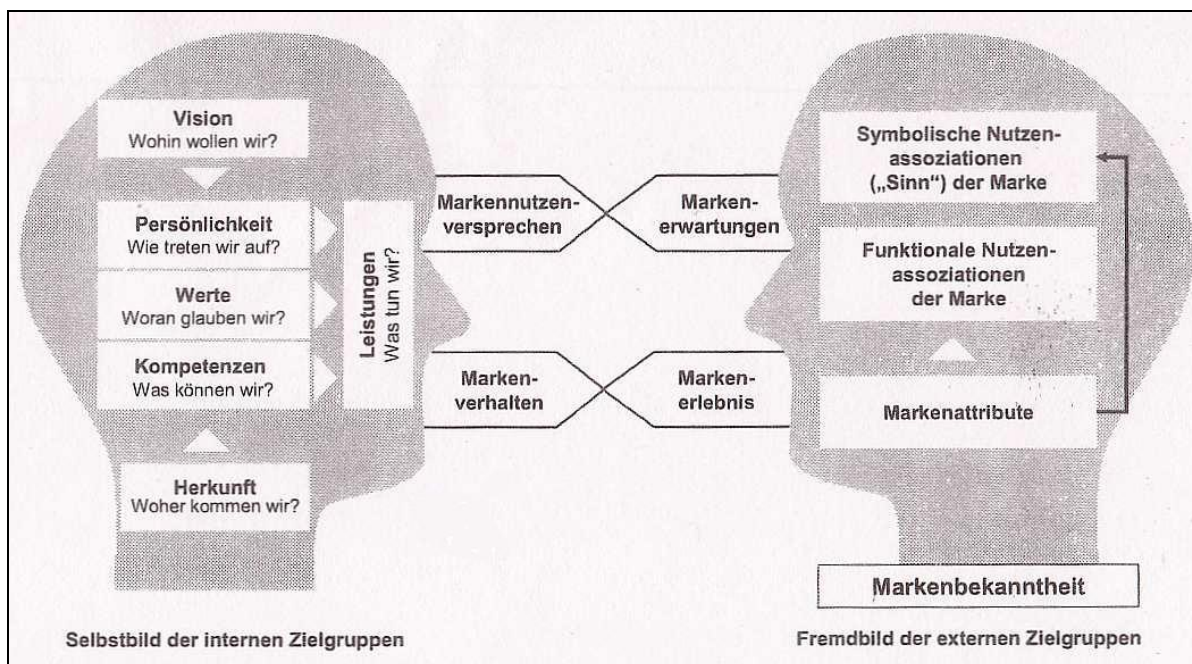 Vision
Wohin wollen wir?
Persönlichkeit
Wie treten wir auf?
Werte
Woran glauben wir?
Kompetenzen
Was können wir?
Herkunft
Woher kommen wir?
Leistungen
Was tun wir?
Markennutzen-
versprechen
Marken-
erwartungen
Marken-
verhalten
Marken-
erlebnis
Symbolische Nutzen-
assoziationen
(„Sinn“) der Marke
Funktionale Nutzen-
assoziationen
der Marke
Markenattribute
Markenbekanntheit
Selbstbild der internen Zielgruppen
Fremdbild der externen Zielgruppen